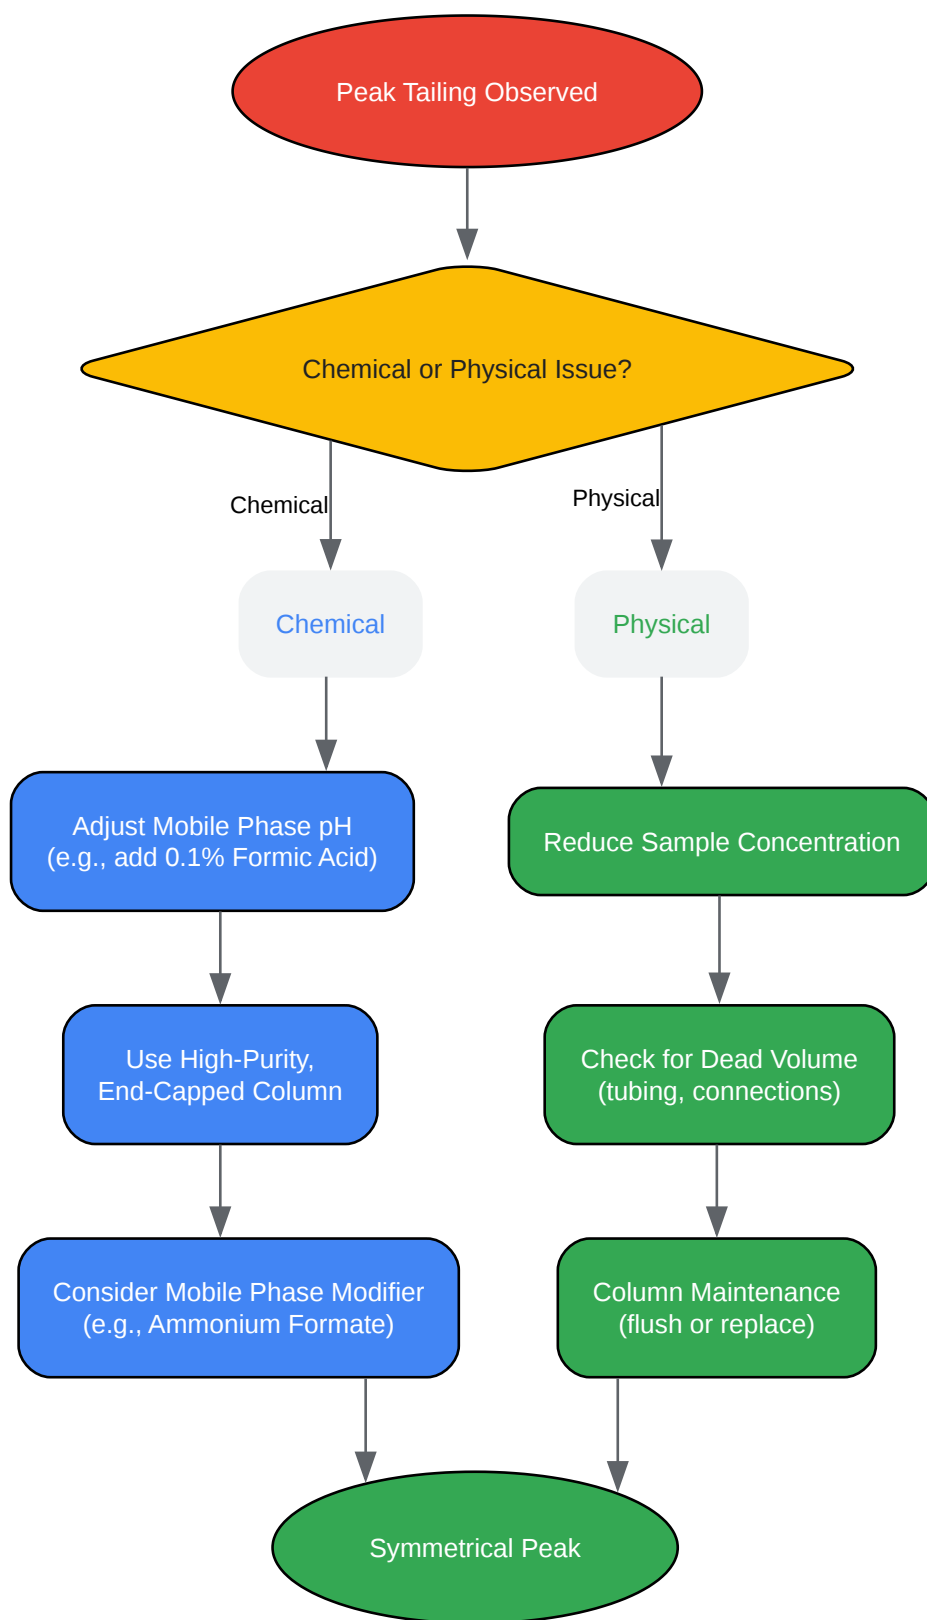 Peak Tailing Observed
Chemical or Physical Issue?
Chemical
Physical
Chemical
Physical
Adjust Mobile Phase pH
(e.g., add 0.1% Formic Acid)
Reduce Sample Concentration
Use High-Purity,
End-Capped Column
Check for Dead Volume
(tubing, connections)
Consider Mobile Phase Modifier
(e.g., Ammonium Formate)
Column Maintenance
(flush or replace)
Symmetrical Peak